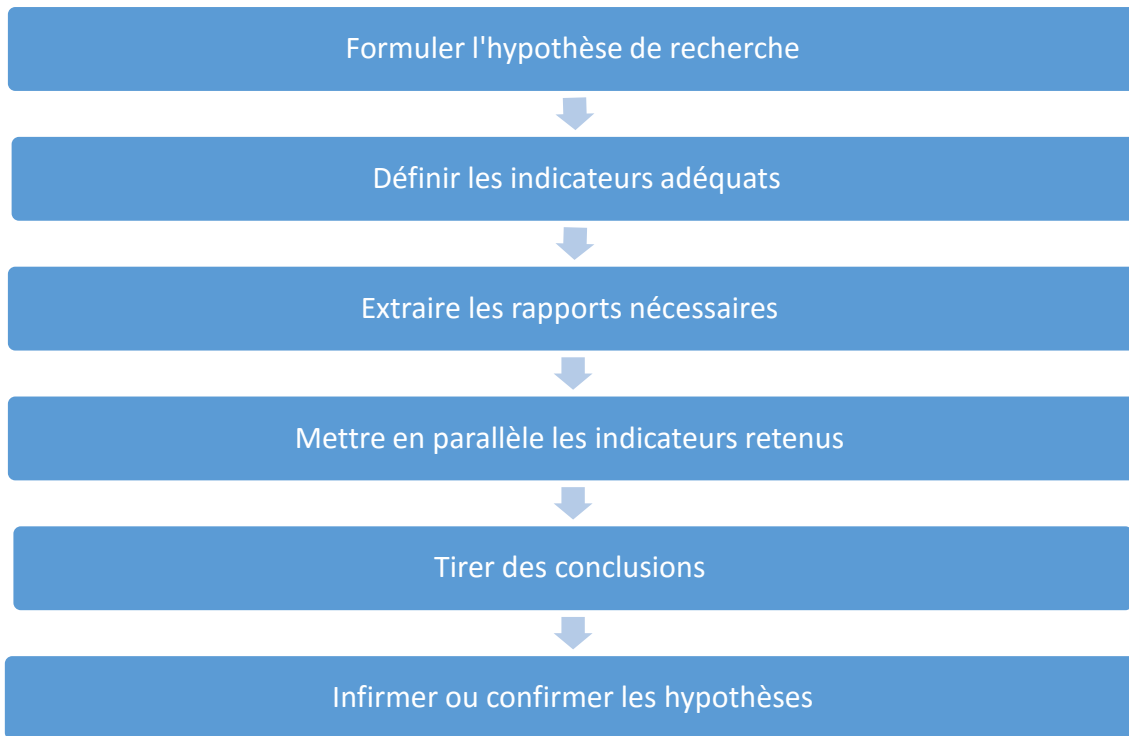 Formuler l'hypothèse de recherche
Définir les indicateurs adéquats
Extraire les rapports nécessaires
Mettre en parallèle les indicateurs retenus
Tirer des conclusions
Infirmer ou confirmer les hypothèses